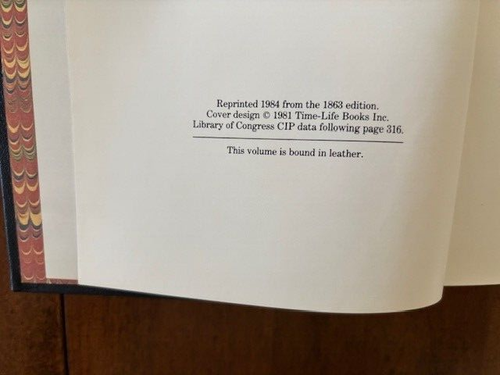 Reprinted 1984 from the 1863 edition.
Cover design © 1981 Time-Life Books Inc.
Library of Congress CIP data following page 316.
This volume is bound in leather.